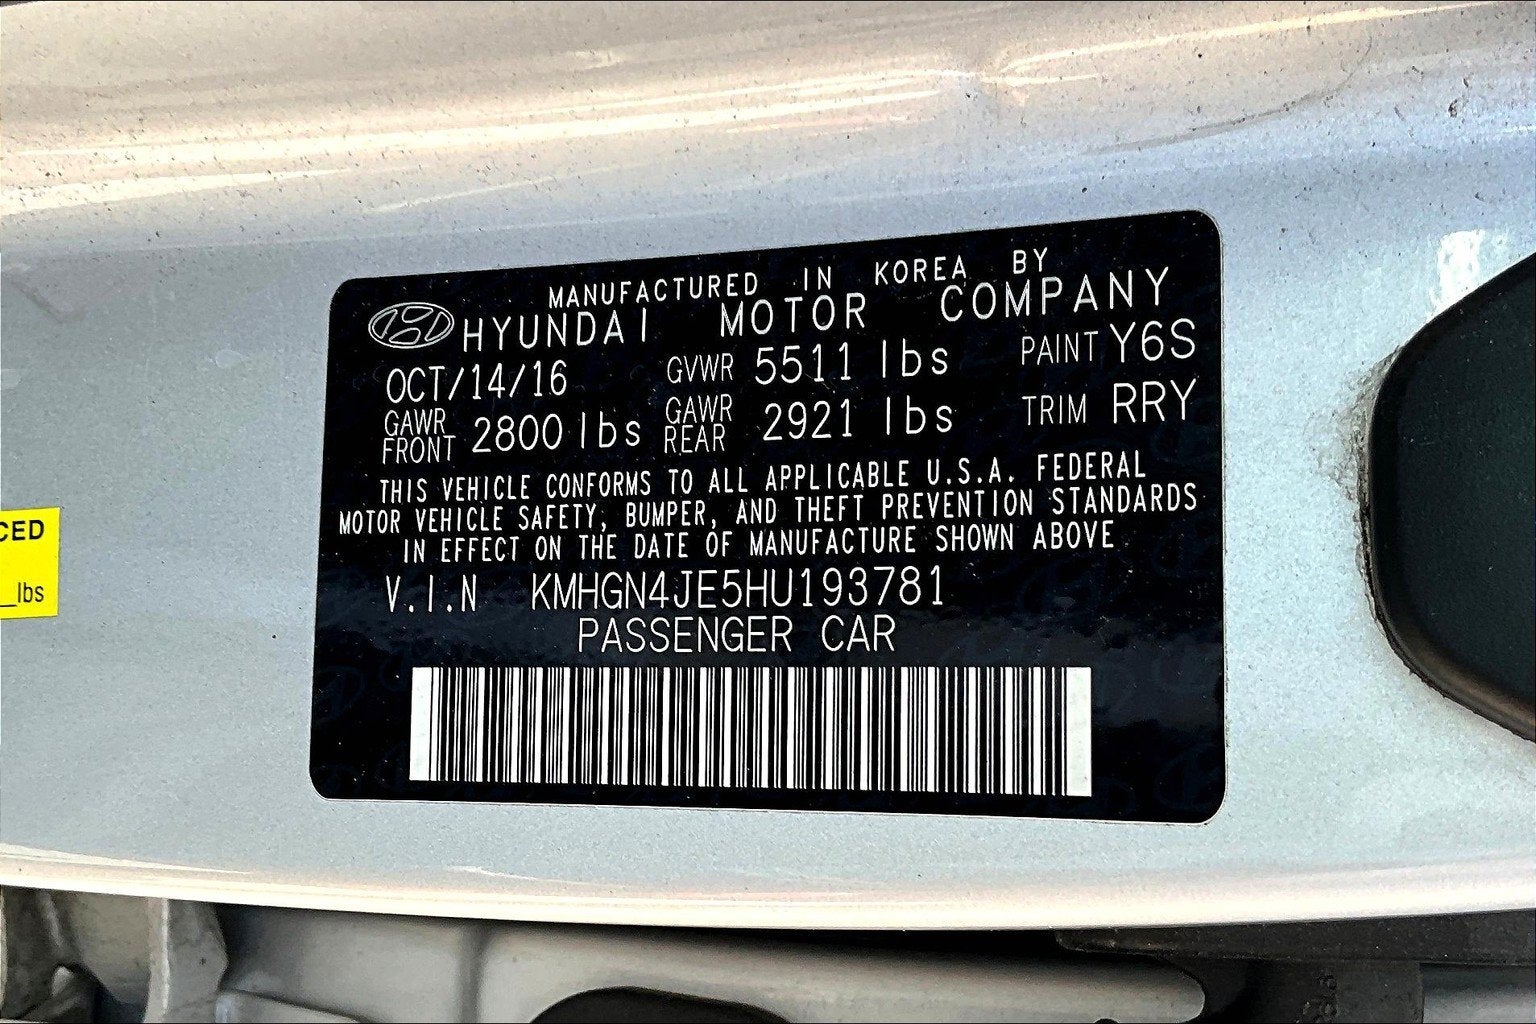 MANUFACTURED IN KOREA BY
HYUNDAI MOTOR COMPANY
OCT/14/16 GVWR 5511 lbs PAINT Y6S
GAWR FRONT 2800 lbs GAWR REAR 2921 lbs TRIM RRY
THIS VEHICLE CONFORMS TO ALL APPLICABLE U.S.A. FEDERAL
MOTOR VEHICLE SAFETY, BUMPER, AND THEFT PREVENTION STANDARDS
IN EFFECT ON THE DATE OF MANUFACTURE SHOWN ABOVE
V.I.N KMHGN4JE5HU193781
PASSENGER CAR
CED
_lbs